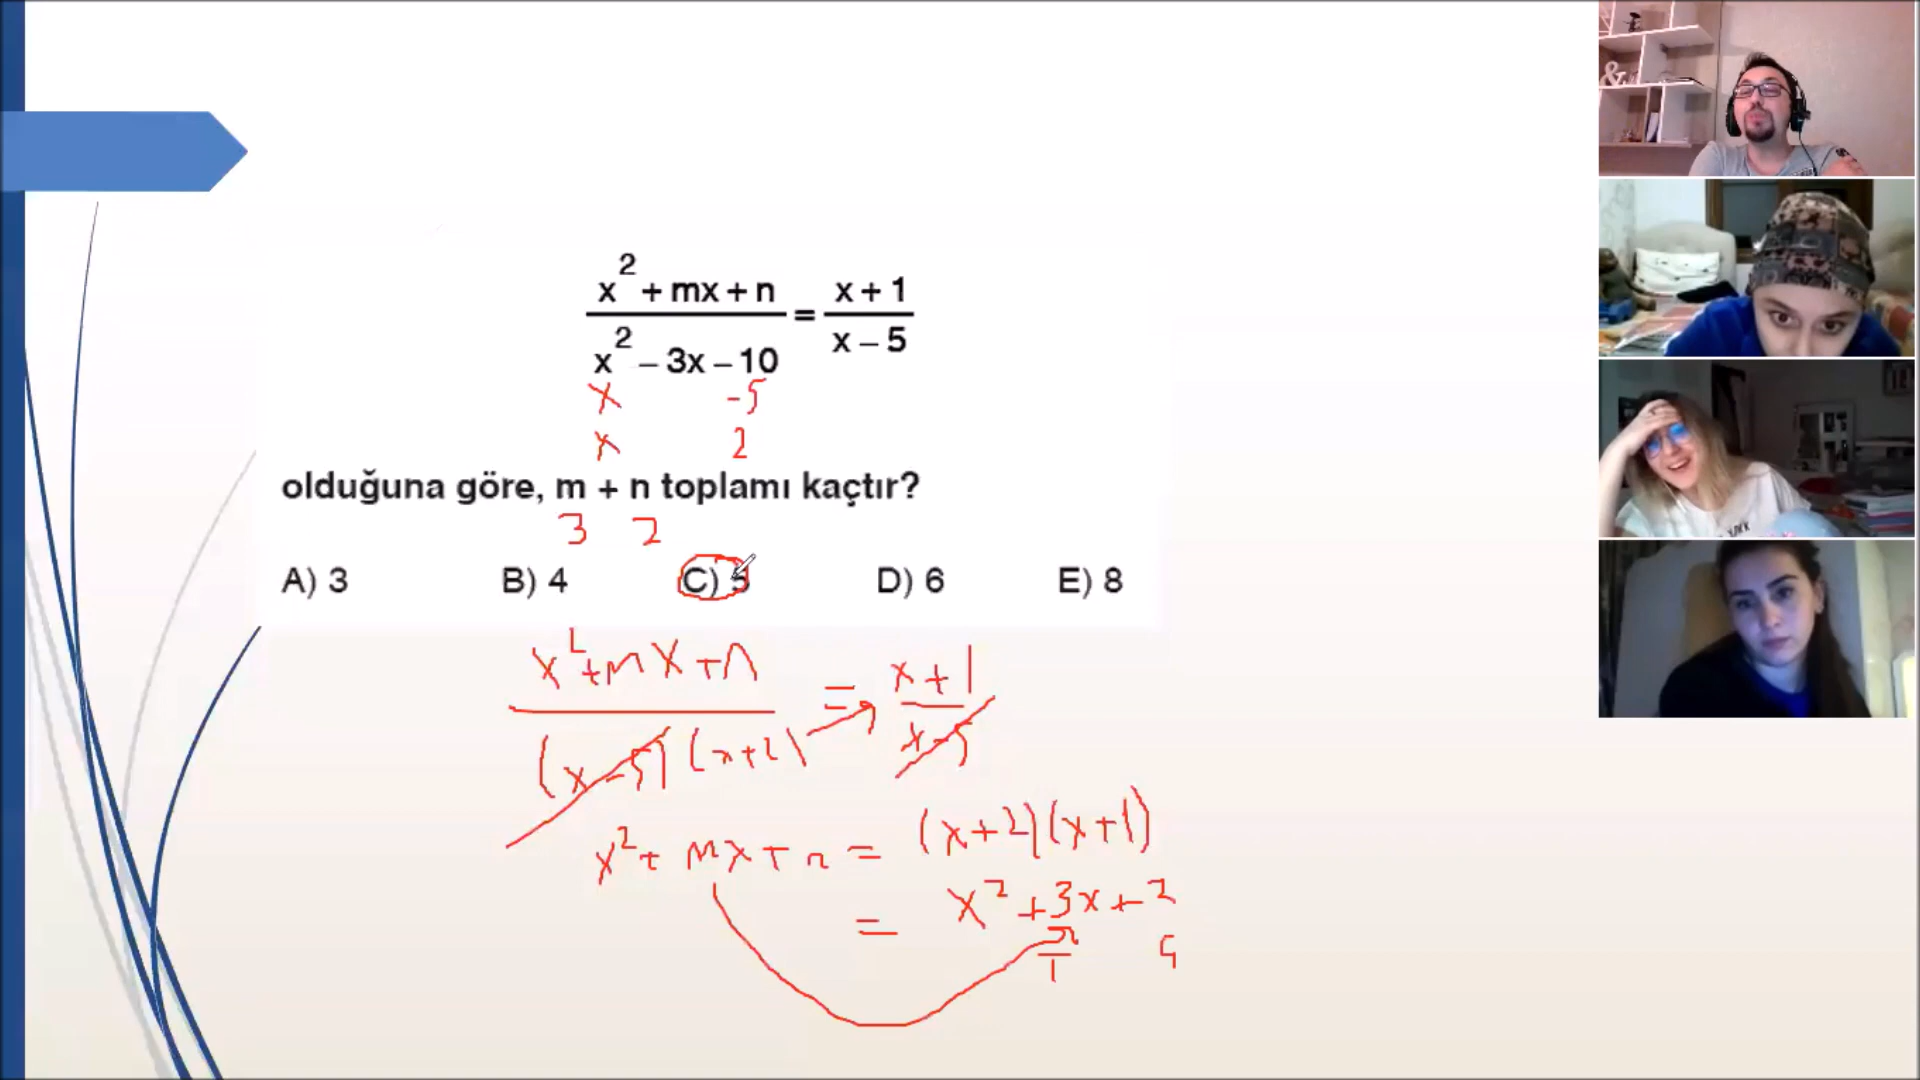 x² + mx + n / x² – 3x – 10 = x + 1 / x – 5
x -5
x 2
olduğuna göre, m + n toplamı kaçtır?
3 2
A) 3 B) 4 C) 5 D) 6 E) 8
x²+mx+n / (x-5)(x+2) = x+1 / x-5
x²+mx+n = (x+2)(x+1)
= x²+3x+2